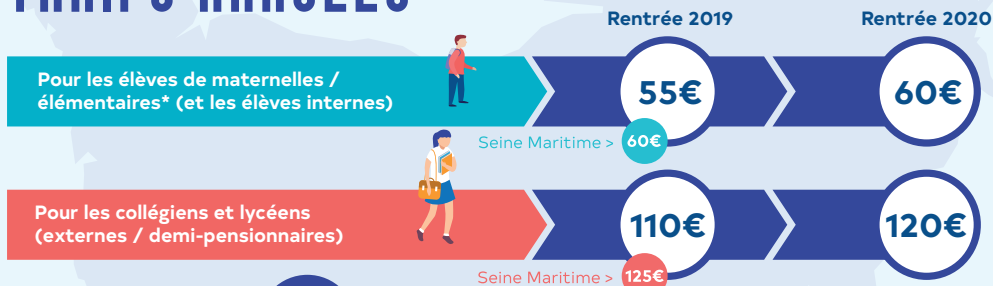 Rentrée 2019
Rentrée 2020
Pour les élèves de maternelles /
élémentaires* (et les élèves internes)
55€
60€
Seine Maritime > 60€
Pour les collégiens et lycéens
(externes / demi-pensionnaires)
110€
120€
Seine Maritime > 125€